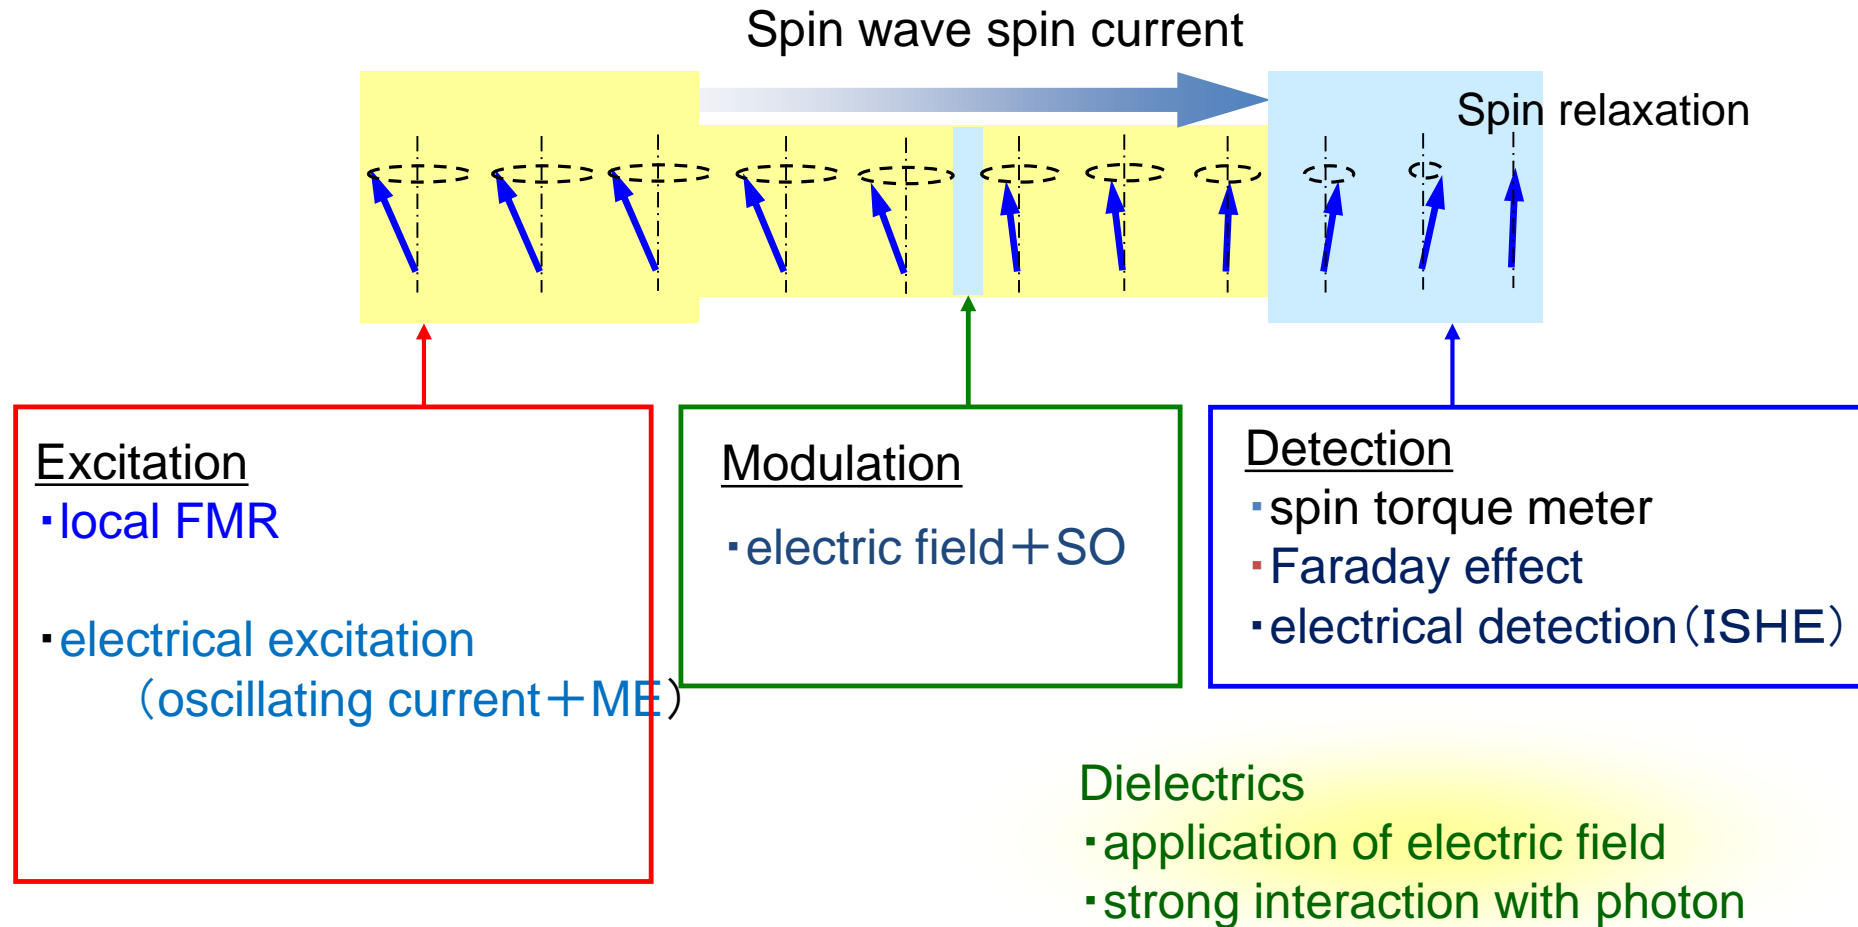 Spin wave spin current
Spin relaxation
Excitation
・local FMR
・electrical excitation
（oscillating current＋ME）
Modulation
・electric field＋SO
Detection
・spin torque meter
・Faraday effect
・electrical detection（ISHE）
Dielectrics
・application of electric field
・strong interaction with photon